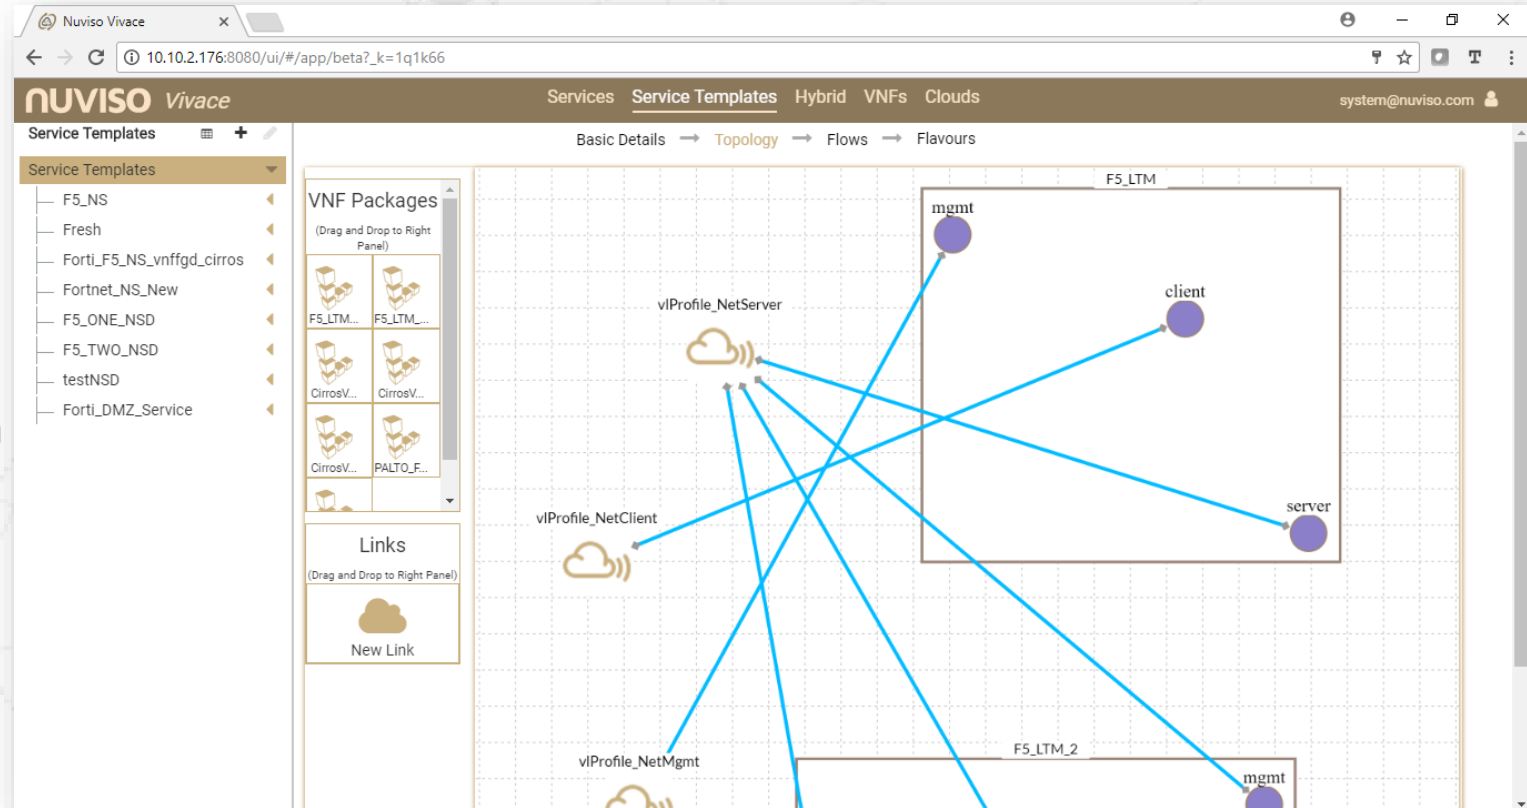 Nuviso Vivace
10.10.2.176:8080/ui/#/app/beta?_k=1q1k66
NUVISO Vivace
Services Service Templates Hybrid VNFs Clouds
system@nuviso.com
Service Templates
Basic Details Topology Flows Flavours
Service Templates
F5_NS
Fresh
Forti_F5_NS_vnffgd_cirros
Fortnet_NS_New
F5_ONE_NSD
F5_TWO_NSD
testNSD
Forti_DMZ_Service
VNF Packages
(Drag and Drop to Right
Panel)
F5_LTM... F5_LTM_...
CirrosV... CirrosV...
CirrosV... PALTO_F...
Links
(Drag and Drop to Right Panel)
New Link
F5_LTM
mgmt
client
vlProfile_NetServer
server
vlProfile_NetClient
F5_LTM_2
vlProfile_NetMgmt
mgmt